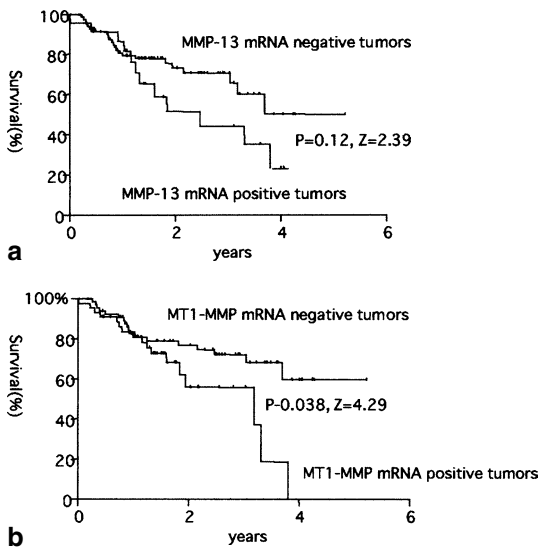 100
MMP-13 mRNA negative tumors
80
60
Survival(%)
P=0.12, Z=2.39
40
20
MMP-13 mRNA positive tumors
0
0 2 4 6
years
a
100%
MT1-MMP mRNA negative tumors
80
60
Survival(%)
P-0.038, Z=4.29
40
20
MT1-MMP mRNA positive tumors
0
0 2 4 6
years
b